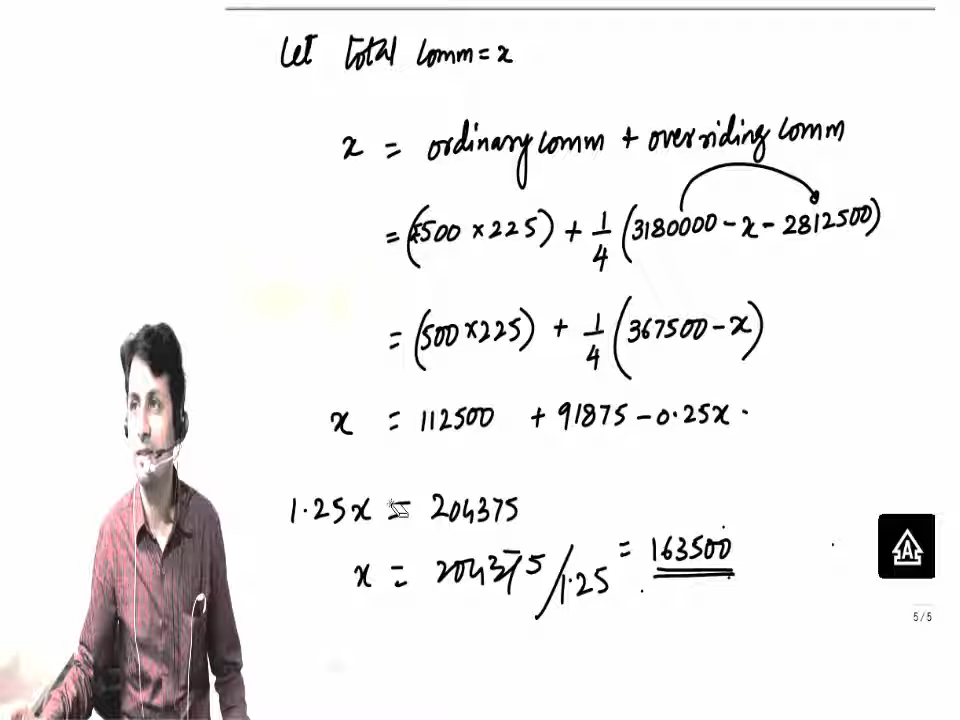 Let total Comm = x
x = ordinary comm + overriding comm
= (500 × 225) + 1/4 (3180000 - x - 2812500)
= (500 × 225) + 1/4 (367500 - x)
x = 112500 + 91875 - 0.25x
1.25x = 204375
x = 204375/1.25 = 163500
A
5/5